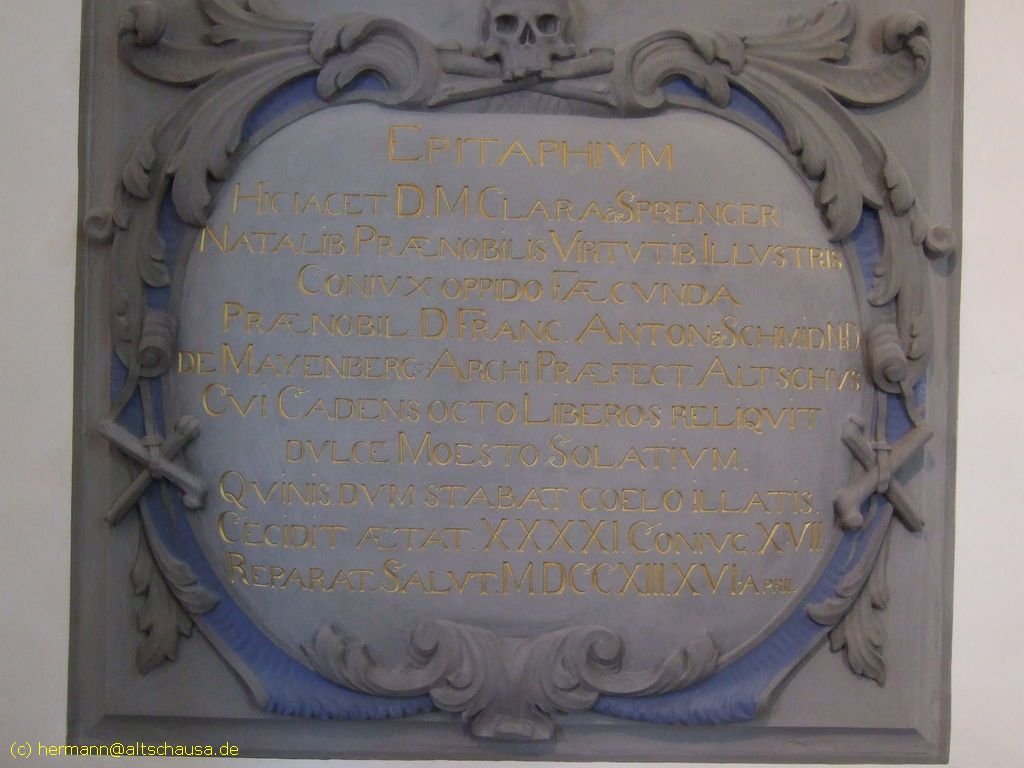 EPITAPHIVM
HIC IACET D. M. CLARA à SPRENGER
NATALIB. PRÆNOBILIS VIRTVTIB. ILLVSTRIS
CONIVX OPPIDO FÆCVNDA
PRÆNOBIL. D. FRANC. ANTON. à SCHMID N. D.
DE MAYENBERG ARCHI PRÆFECT. ALTSCHVS
CVI CADENS OCTO LIBEROS RELIQVIT
DVLCE MOESTO SOLATIVM.
QVINIS. DVM STABAT COELO ILLATIS.
CECIDIT ÆTAT. XXXXI. CONIVG. XVII.
REPARAT. SALVT. MDCCXIII. XVI. APRIL.
(c) hermann@altschausa.de